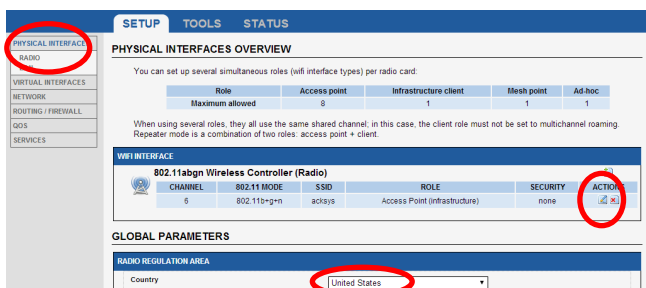 SETUP TOOLS STATUS
PHYSICAL INTERFACES
RADIO
VIRTUAL INTERFACES
NETWORK
ROUTING / FIREWALL
QOS
SERVICES
PHYSICAL INTERFACES OVERVIEW
You can set up several simultaneous roles (wifi interface types) per radio card:
Role Access point Infrastructure client Mesh point Ad-hoc
Maximum allowed 8 1 1 1
When using several roles, they all use the same shared channel; in this case, the client role must not be set to multichannel roaming.
Repeater mode is a combination of two roles: access point + client.
WIFI INTERFACE
802.11abgn Wireless Controller (Radio)
CHANNEL 802.11 MODE SSID ROLE SECURITY ACTIONS
6 802.11b+g+n acksys Access Point (infrastructure) none
GLOBAL PARAMETERS
RADIO REGULATION AREA
Country United States